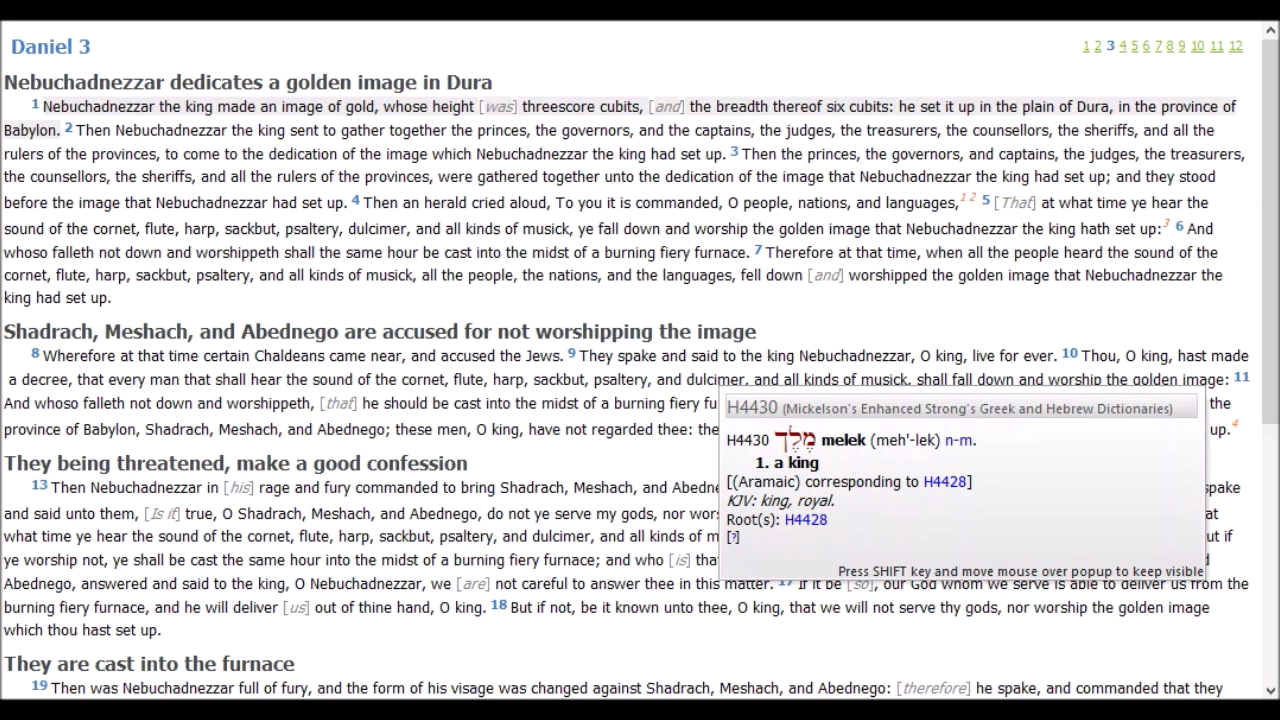 Daniel 3
1 2 3 4 5 6 7 8 9 10 11 12
Nebuchadnezzar dedicates a golden image in Dura
1 Nebuchadnezzar the king made an image of gold, whose height [was] threescore cubits, [and] the breadth thereof six cubits: he set it up in the plain of Dura, in the province of
Babylon. 2 Then Nebuchadnezzar the king sent to gather together the princes, the governors, and the captains, the judges, the treasurers, the counsellors, the sheriffs, and all the
rulers of the provinces, to come to the dedication of the image which Nebuchadnezzar the king had set up. 3 Then the princes, the governors, and captains, the judges, the treasurers,
the counsellors, the sheriffs, and all the rulers of the provinces, were gathered together unto the dedication of the image that Nebuchadnezzar the king had set up; and they stood
before the image that Nebuchadnezzar had set up. 4 Then an herald cried aloud, To you it is commanded, O people, nations, and languages,1 2 5 [That] at what time ye hear the
sound of the cornet, flute, harp, sackbut, psaltery, dulcimer, and all kinds of musick, ye fall down and worship the golden image that Nebuchadnezzar the king hath set up:3 6 And
whoso falleth not down and worshippeth shall the same hour be cast into the midst of a burning fiery furnace. 7 Therefore at that time, when all the people heard the sound of the
cornet, flute, harp, sackbut, psaltery, and all kinds of musick, all the people, the nations, and the languages, fell down [and] worshipped the golden image that Nebuchadnezzar the
king had set up.
Shadrach, Meshach, and Abednego are accused for not worshipping the image
8 Wherefore at that time certain Chaldeans came near, and accused the Jews. 9 They spake and said to the king Nebuchadnezzar, O king, live for ever. 10 Thou, O king, hast made
a decree, that every man that shall hear the sound of the cornet, flute, harp, sackbut, psaltery, and dulcimer, and all kinds of musick, shall fall down and worship the golden image: 11
And whoso falleth not down and worshippeth, [that] he should be cast into the midst of a burning fiery fu the
province of Babylon, Shadrach, Meshach, and Abednego; these men, O king, have not regarded thee: the up.4
They being threatened, make a good confession
13 Then Nebuchadnezzar in [his] rage and fury commanded to bring Shadrach, Meshach, and Abedne spake
and said unto them, [Is it] true, O Shadrach, Meshach, and Abednego, do not ye serve my gods, nor wor at
what time ye hear the sound of the cornet, flute, harp, sackbut, psaltery, and dulcimer, and all kinds of m ut if
ye worship not, ye shall be cast the same hour into the midst of a burning fiery furnace; and who [is] tha
Abednego, answered and said to the king, O Nebuchadnezzar, we [are] not careful to answer thee in this matter. 17 If it be [so], our God whom we serve is able to deliver us from the
burning fiery furnace, and he will deliver [us] out of thine hand, O king. 18 But if not, be it known unto thee, O king, that we will not serve thy gods, nor worship the golden image
which thou hast set up.
They are cast into the furnace
19 Then was Nebuchadnezzar full of fury, and the form of his visage was changed against Shadrach, Meshach, and Abednego: [therefore] he spake, and commanded that they
H4430 (Mickelson's Enhanced Strong's Greek and Hebrew Dictionaries)
H4430 מֶלֶךְ melek (meh'-lek) n-m.
1. a king
[(Aramaic) corresponding to H4428]
KJV: king, royal.
Root(s): H4428
[?]
Press SHIFT key and move mouse over popup to keep visible